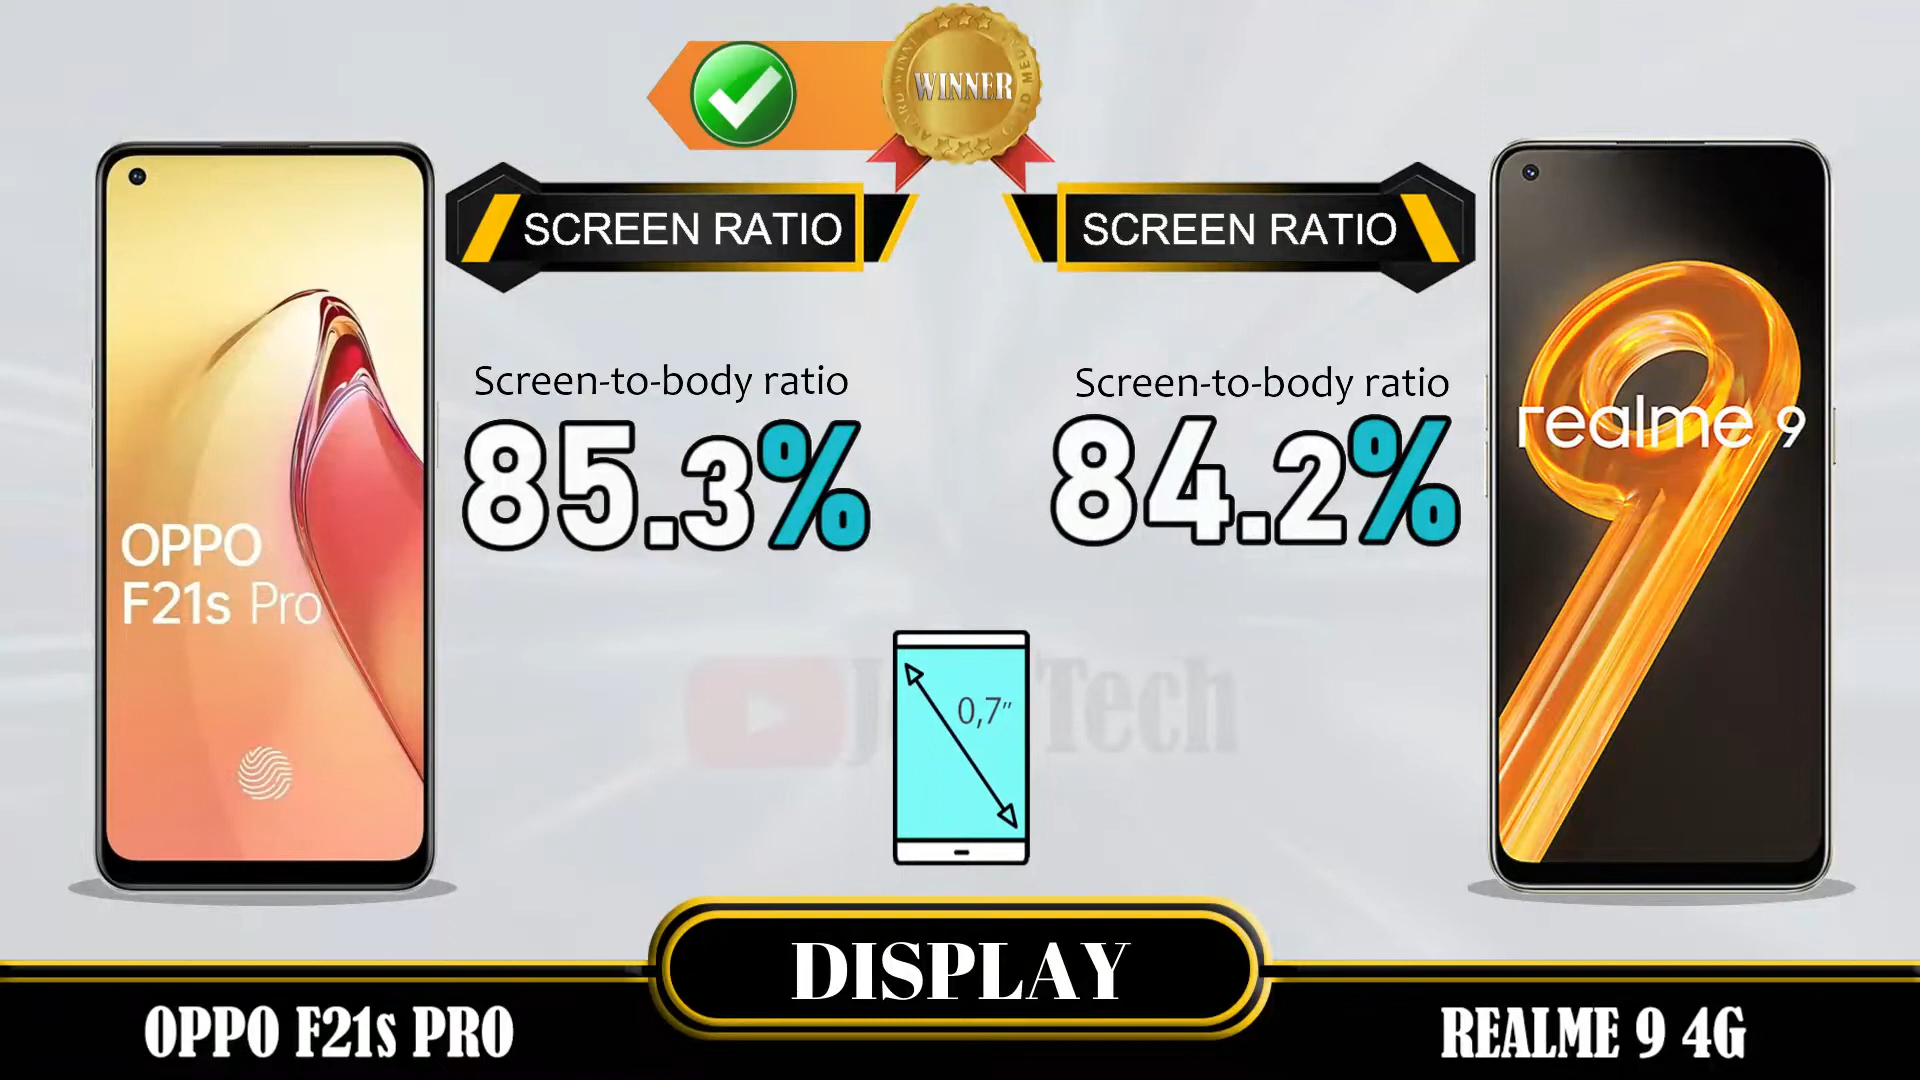 WINNER
SCREEN RATIO
SCREEN RATIO
Screen-to-body ratio
85.3%
Screen-to-body ratio
84.2%
OPPO
F21s Pro
realme 9
0,7"
Tech
DISPLAY
OPPO F21s PRO
REALME 9 4G